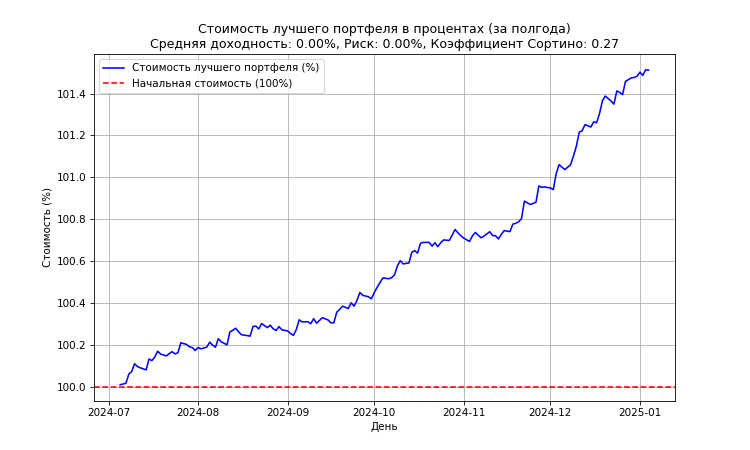 Стоимость лучшего портфеля в процентах (за полгода)
Средняя доходность: 0.00%, Риск: 0.00%, Коэффициент Сортино: 0.27
Стоимость лучшего портфеля (%)
Начальная стоимость (100%)
Стоимость (%)
101.4
101.2
101.0
100.8
100.6
100.4
100.2
100.0
2024-07 2024-08 2024-09 2024-10 2024-11 2024-12 2025-01
День